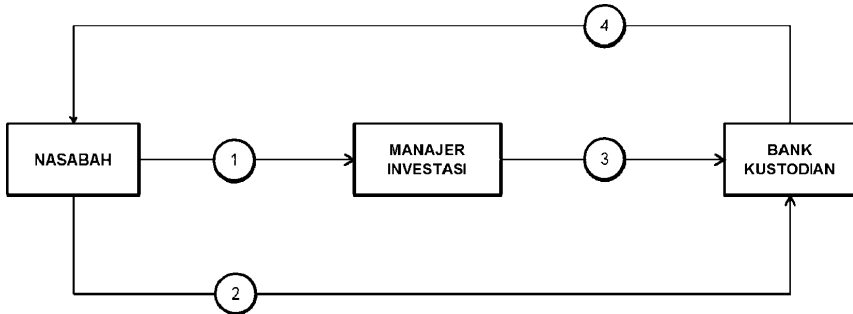 4
NASABAH
1
MANAJER
INVESTASI
3
BANK
KUSTODIAN
2